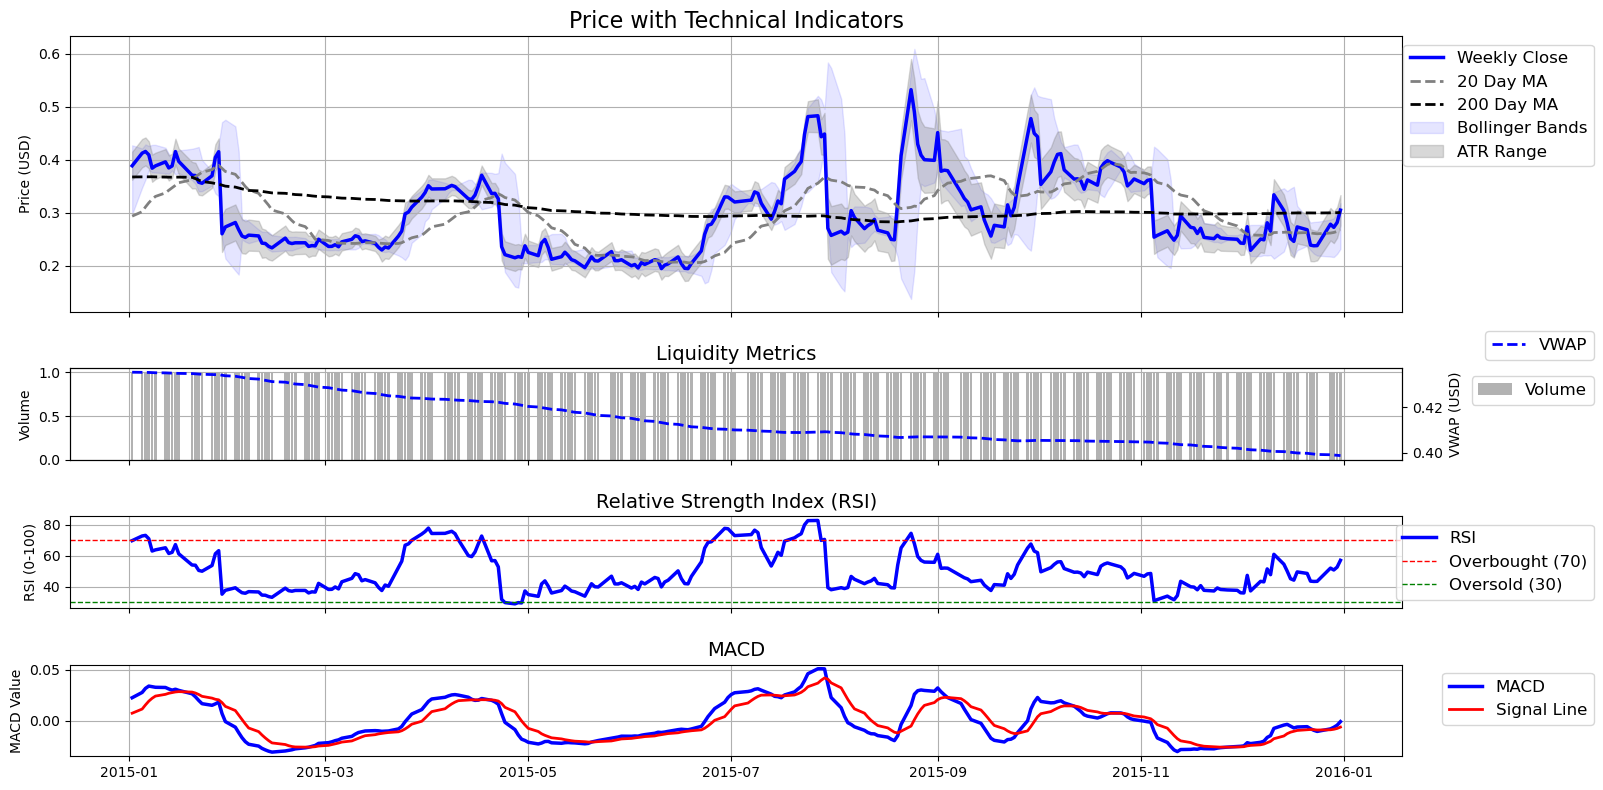 Price with Technical Indicators
Price (USD)
0.6
0.5
0.4
0.3
0.2
Weekly Close
20 Day MA
200 Day MA
Bollinger Bands
ATR Range
Liquidity Metrics
Volume
1.0
0.5
0.0
0.42
0.40
VWAP (USD)
VWAP
Volume
Relative Strength Index (RSI)
RSI (0-100)
80
60
40
RSI
Overbought (70)
Oversold (30)
MACD
MACD Value
0.05
0.00
MACD
Signal Line
2015-01
2015-03
2015-05
2015-07
2015-09
2015-11
2016-01